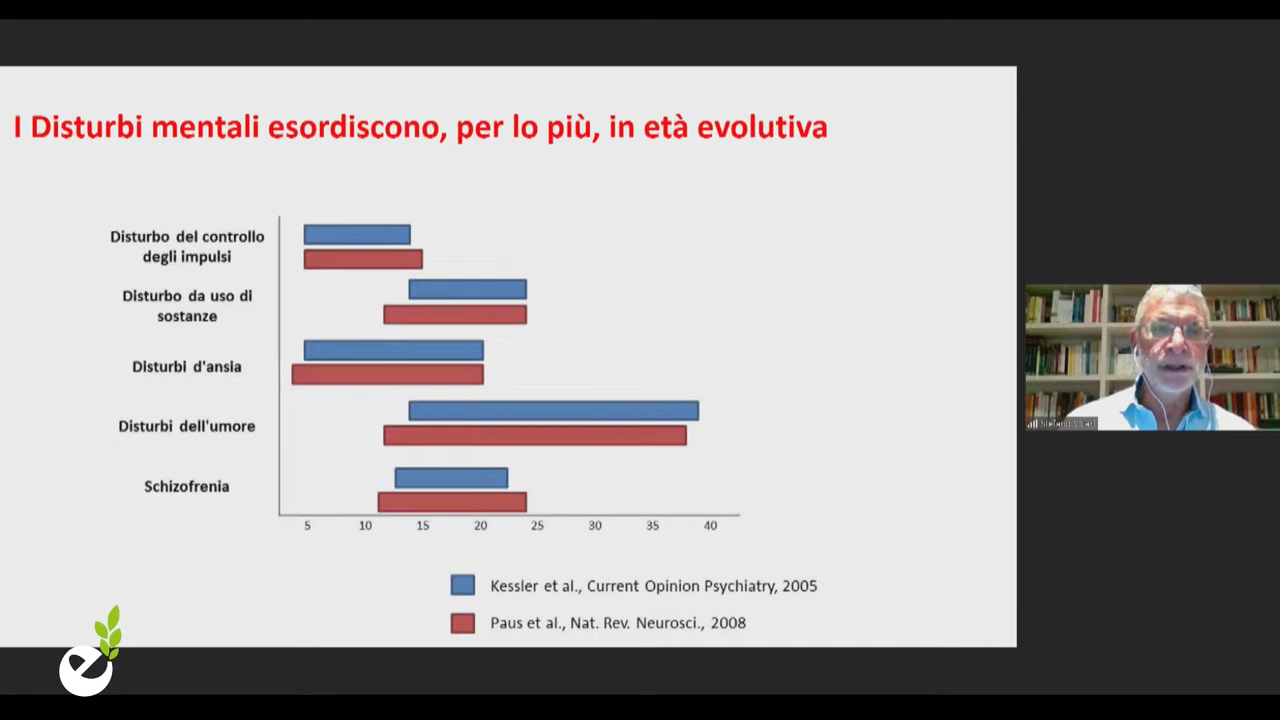 I Disturbi mentali esordiscono, per lo più, in età evolutiva
Disturbo del controllo
degli impulsi
Disturbo da uso di
sostanze
Disturbi d'ansia
Disturbi dell'umore
Schizofrenia
5 10 15 20 25 30 35 40
Kessler et al., Current Opinion Psychiatry, 2005
Paus et al., Nat. Rev. Neurosci., 2008
Stefano
e